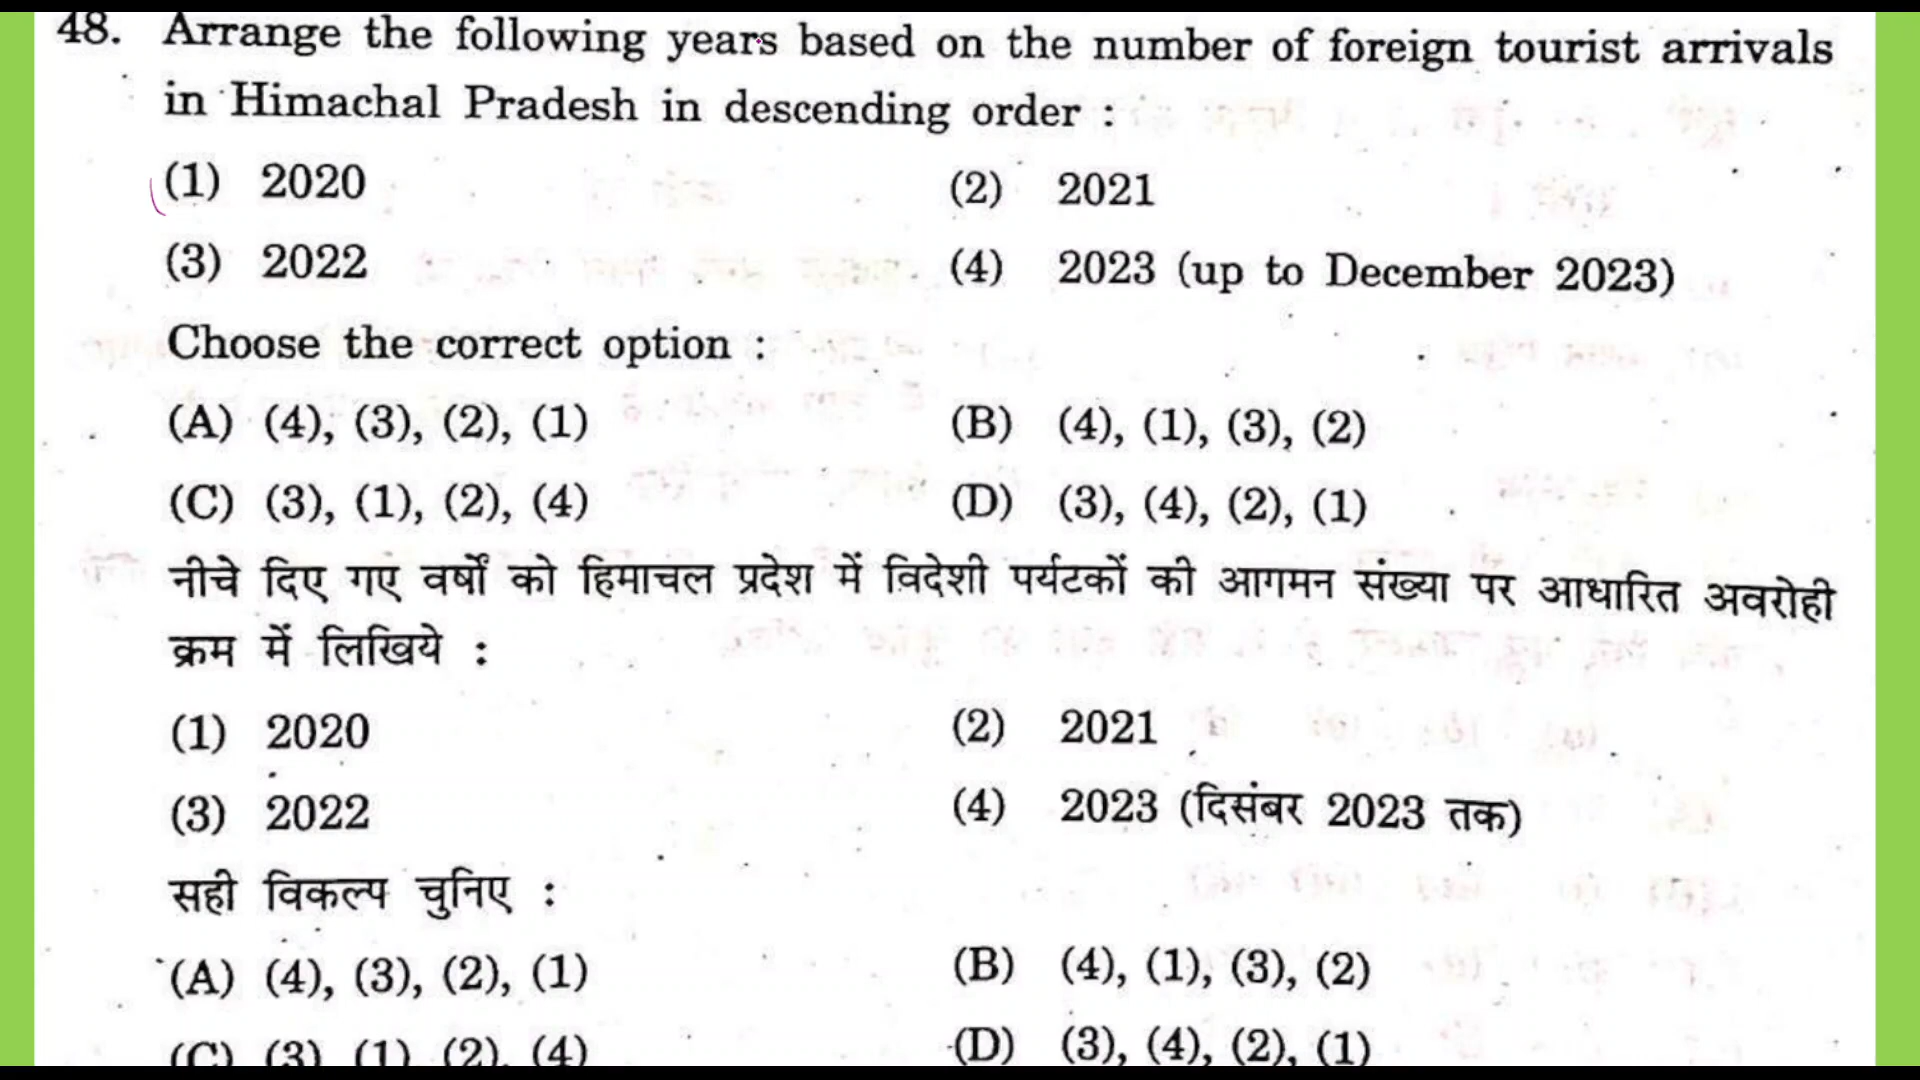 48. Arrange the following years based on the number of foreign tourist arrivals
in Himachal Pradesh in descending order :
(1) 2020 (2) 2021
(3) 2022 (4) 2023 (up to December 2023)
Choose the correct option :
(A) (4), (3), (2), (1) (B) (4), (1), (3), (2)
(C) (3), (1), (2), (4) (D) (3), (4), (2), (1)
नीचे दिए गए वर्षों को हिमाचल प्रदेश में विदेशी पर्यटकों की आगमन संख्या पर आधारित अवरोही
क्रम में लिखिये :
(1) 2020 (2) 2021
(3) 2022 (4) 2023 (दिसंबर 2023 तक)
सही विकल्प चुनिए :
(A) (4), (3), (2), (1) (B) (4), (1), (3), (2)
(C) (3) (1) (2), (4) (D) (3), (4), (2), (1)